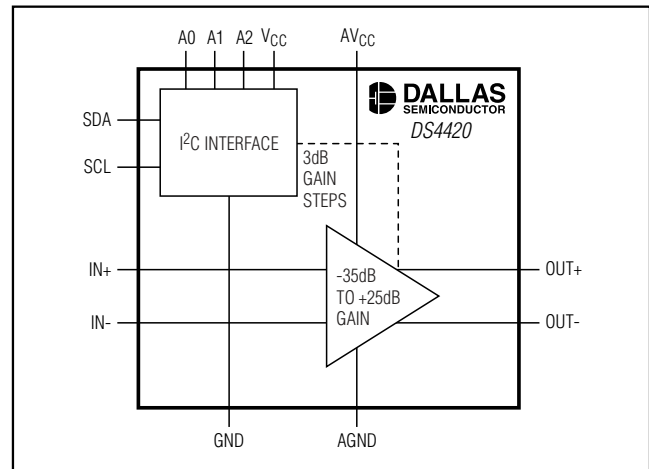 A0 A1 A2 VCC AVCC
DALLAS
SEMICONDUCTOR
DS4420
SDA
SCL
I2C INTERFACE
3dB
GAIN
STEPS
IN+
IN-
-35dB
TO +25dB
GAIN
OUT+
OUT-
GND
AGND